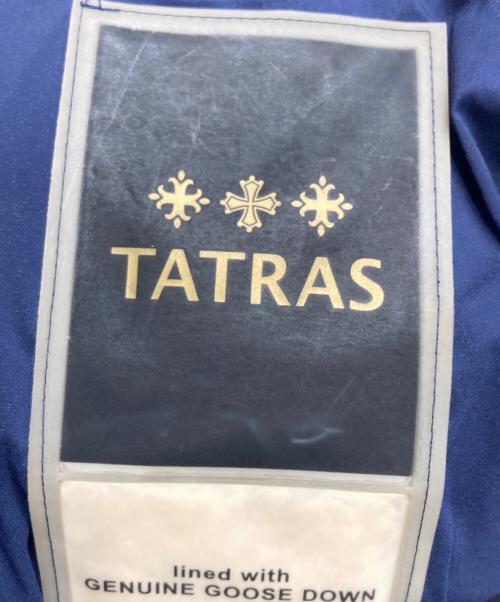 TATRAS
lined with
GENUINE GOOSE DOWN